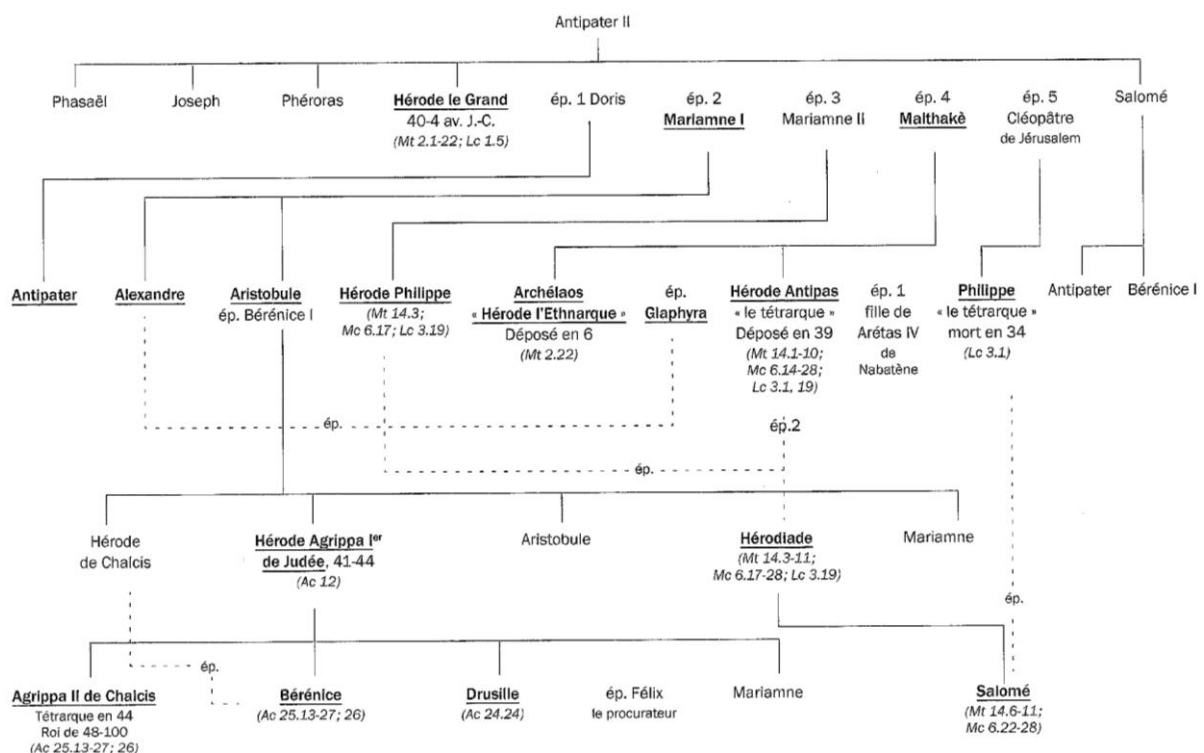 Antipater II
Phasaël
Joseph
Phéroras
Hérode le Grand
40-4 av. J.-C.
(Mt 2.1-22; Lc 1.5)
ép. 1 Doris
ép. 2
Mariamne I
ép. 3
Mariamne II
ép. 4
Malthakè
ép. 5
Cléopâtre
de Jérusalem
Salomé
Antipater
Alexandre
Aristobule
ép. Bérénice I
Hérode Philippe
(Mt 14.3;
Mc 6.17; Lc 3.19)
Archélaos
« Hérode l'Ethnarque »
Déposé en 6
(Mt 2.22)
ép.
Glaphyra
Hérode Antipas
« le tétrarque »
Déposé en 39
(Mt 14.1-10;
Mc 6.14-28;
Lc 3.1, 19)
ép. 1
fille de
Arétas IV
de
Nabatène
Philippe
« le tétrarque »
mort en 34
(Lc 3.1)
Antipater
Bérénice I
ép.
ép.2
ép.
Hérode
de Chalcis
Hérode Agrippa Ier
de Judée, 41-44
(Ac 12)
Aristobule
Hérodiade
(Mt 14.3-11;
Mc 6.17-28; Lc 3.19)
Mariamne
ép.
ép.
Agrippa II de Chalcis
Tétrarque en 44
Roi de 48-100
(Ac 25.13-27; 26)
Bérénice
(Ac 25.13-27; 26)
Drusille
(Ac 24.24)
ép. Félix
le procurateur
Mariamne
Salomé
(Mt 14.6-11;
Mc 6.22-28)